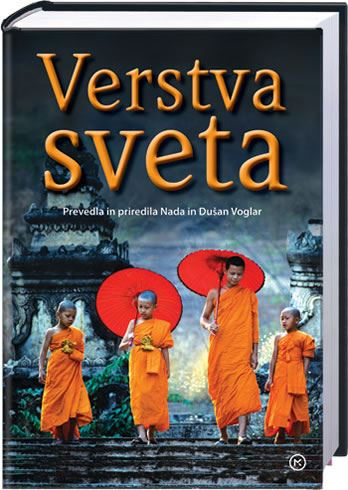 Verstva
sveta
Prevedla in priredila Nada in Dušan Voglar
M